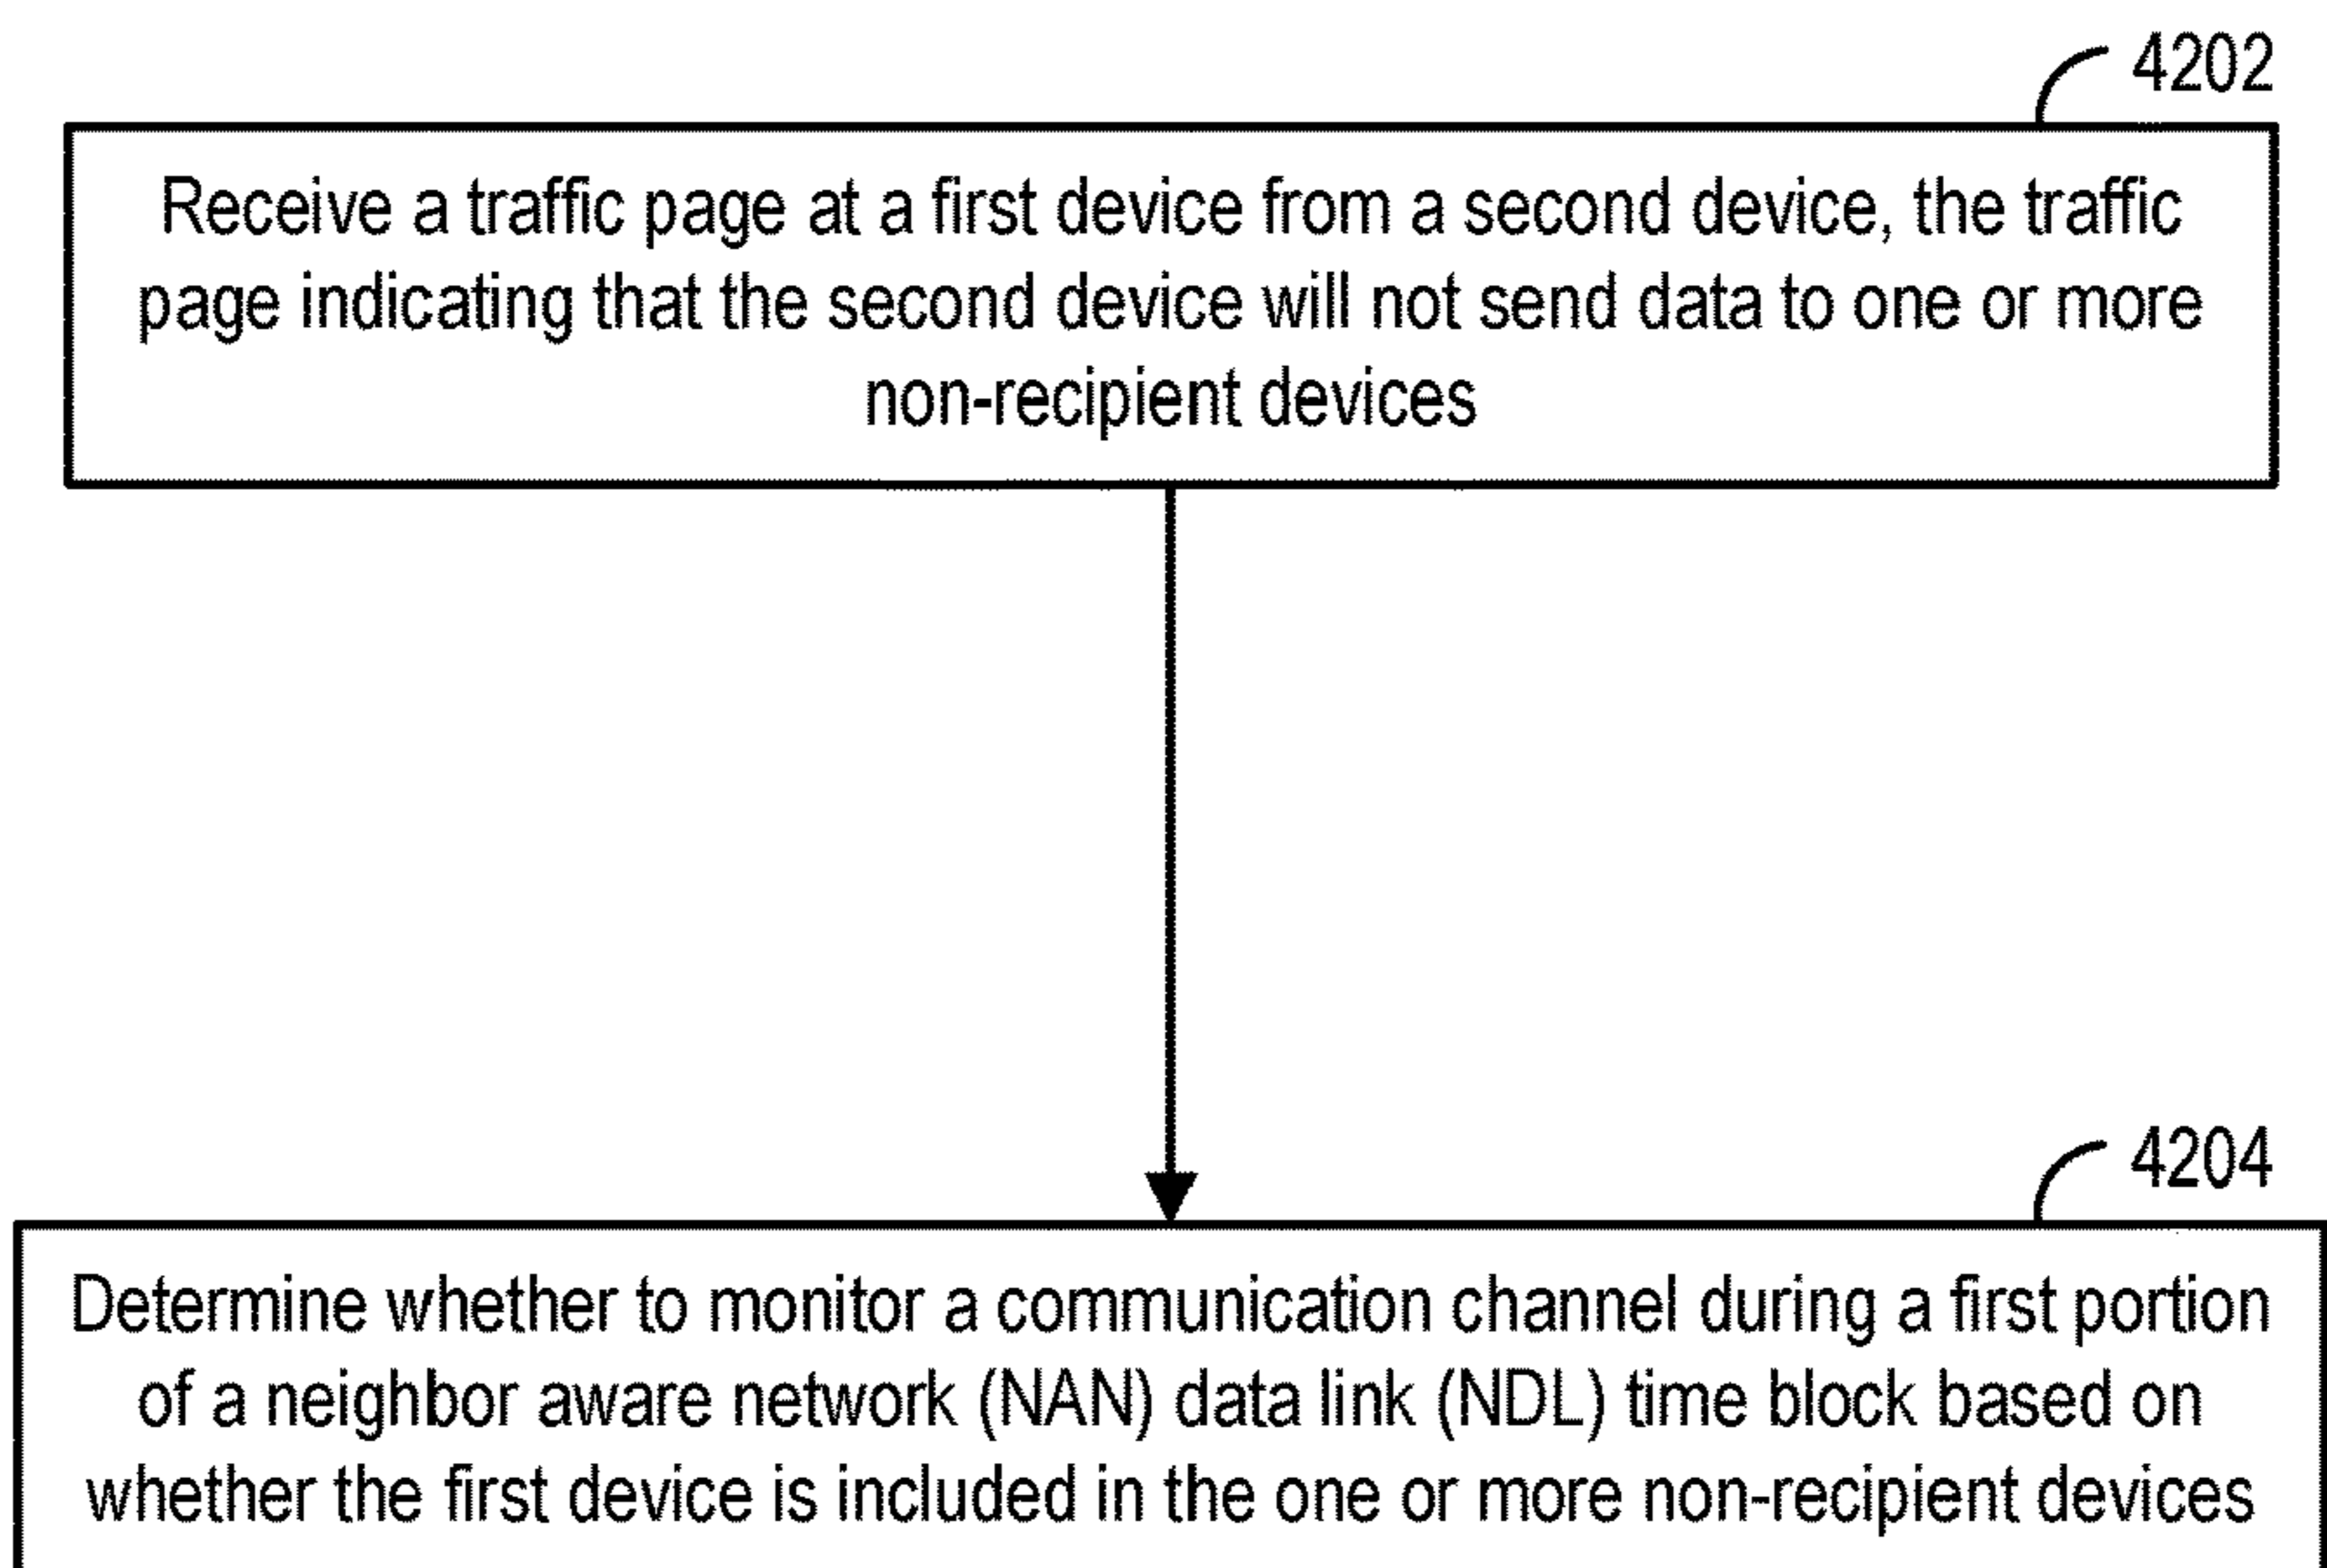 4202
Receive a traffic page at a first device from a second device, the traffic
page indicating that the second device will not send data to one or more
non-recipient devices
4204
Determine whether to monitor a communication channel during a first portion
of a neighbor aware network (NAN) data link (NDL) time block based on
whether the first device is included in the one or more non-recipient devices